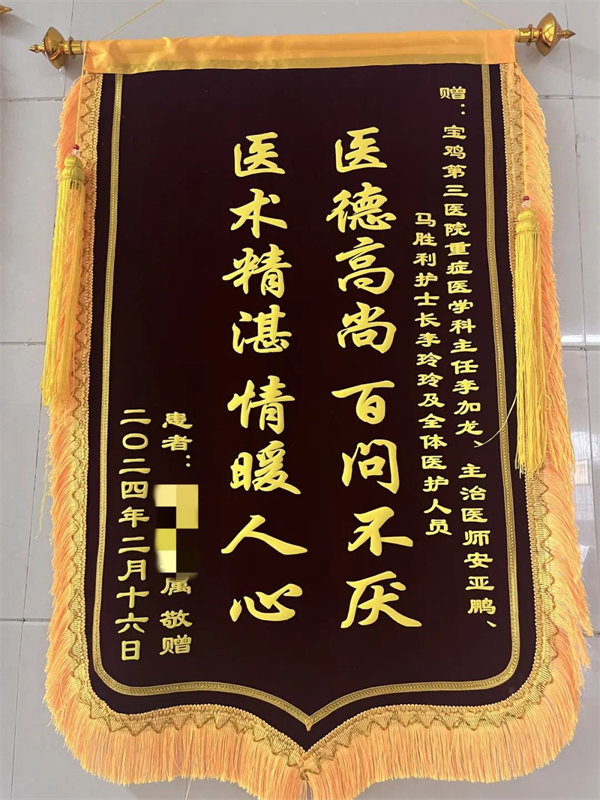 赠：宝鸡第三医院重症医学科主任李加龙、主治医师安亚鹏、
马胜利护士长李玲玲及全体医护人员
医德高尚 百问不厌
医术精湛 情暖人心
患者：属敬赠
二〇二四年二月十六日